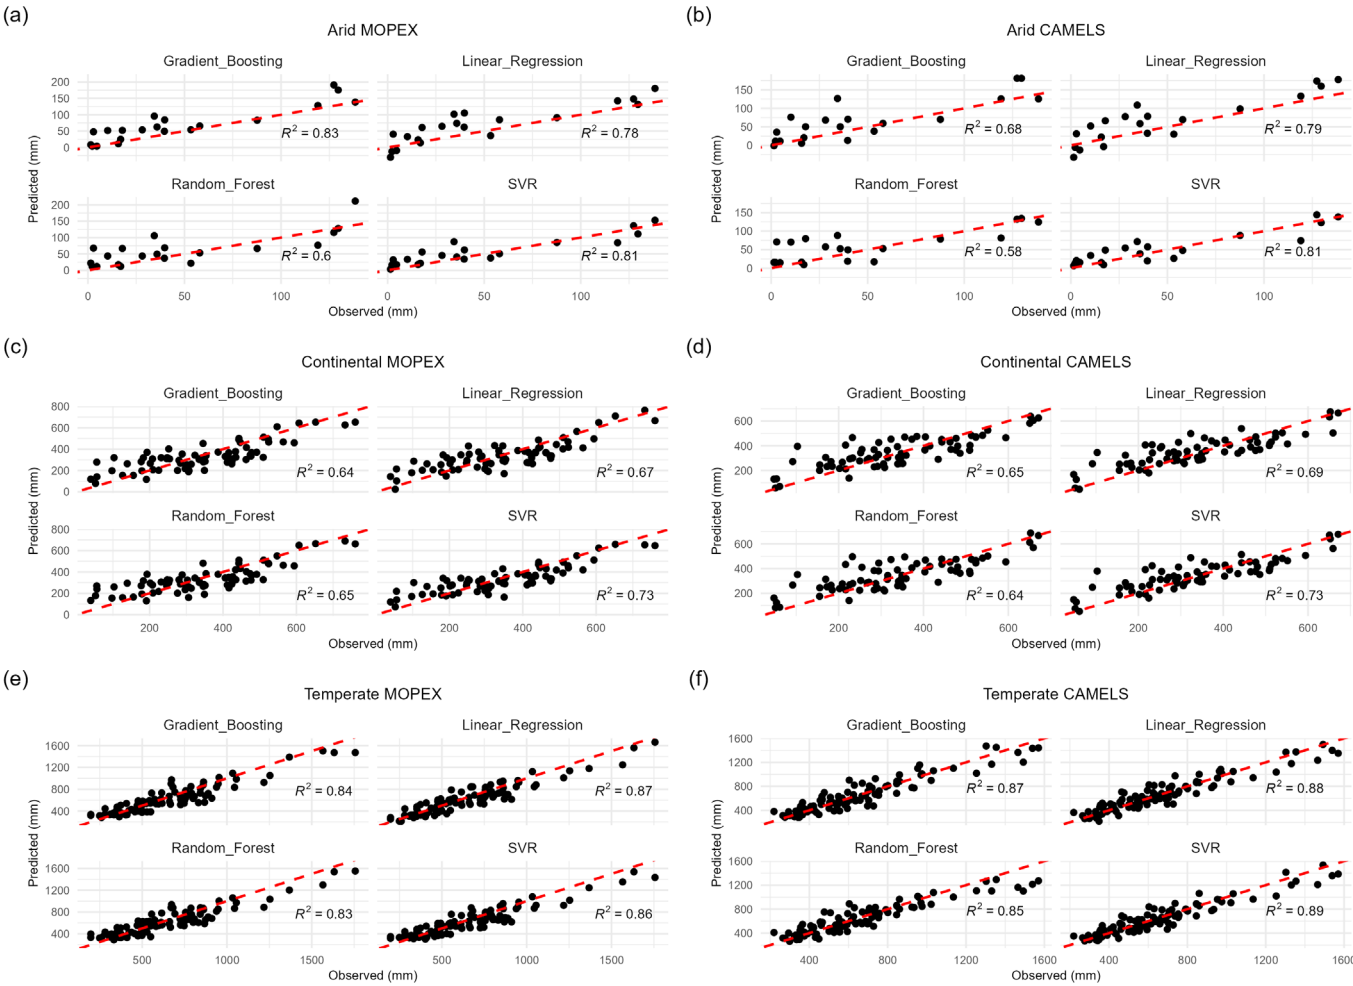 (a)
Arid MOPEX
Gradient_Boosting
Linear_Regression
200
150
100
50
0
R² = 0.83
R² = 0.78
Random_Forest
SVR
200
150
100
50
0
R² = 0.6
R² = 0.81
0
50
100
0
50
100
Predicted (mm)
Observed (mm)
(b)
Arid CAMELS
Gradient_Boosting
Linear_Regression
150
100
50
0
R² = 0.68
R² = 0.79
Random_Forest
SVR
150
100
50
0
R² = 0.58
R² = 0.81
0
50
100
0
50
100
Predicted (mm)
Observed (mm)
(c)
Continental MOPEX
Gradient_Boosting
Linear_Regression
800
600
400
200
0
R² = 0.64
R² = 0.67
Random_Forest
SVR
800
600
400
200
0
R² = 0.65
R² = 0.73
200
400
600
200
400
600
Predicted (mm)
Observed (mm)
(d)
Continental CAMELS
Gradient_Boosting
Linear_Regression
600
400
200
R² = 0.65
R² = 0.69
Random_Forest
SVR
600
400
200
R² = 0.64
R² = 0.73
200
400
600
200
400
600
Predicted (mm)
Observed (mm)
(e)
Temperate MOPEX
Gradient_Boosting
Linear_Regression
1600
1200
800
400
R² = 0.84
R² = 0.87
Random_Forest
SVR
1600
1200
800
400
R² = 0.83
R² = 0.86
500
1000
1500
500
1000
1500
Predicted (mm)
Observed (mm)
(f)
Temperate CAMELS
Gradient_Boosting
Linear_Regression
1600
1200
800
400
R² = 0.87
R² = 0.88
Random_Forest
SVR
1600
1200
800
400
R² = 0.85
R² = 0.89
400
800
1200
1600
400
800
1200
1600
Predicted (mm)
Observed (mm)